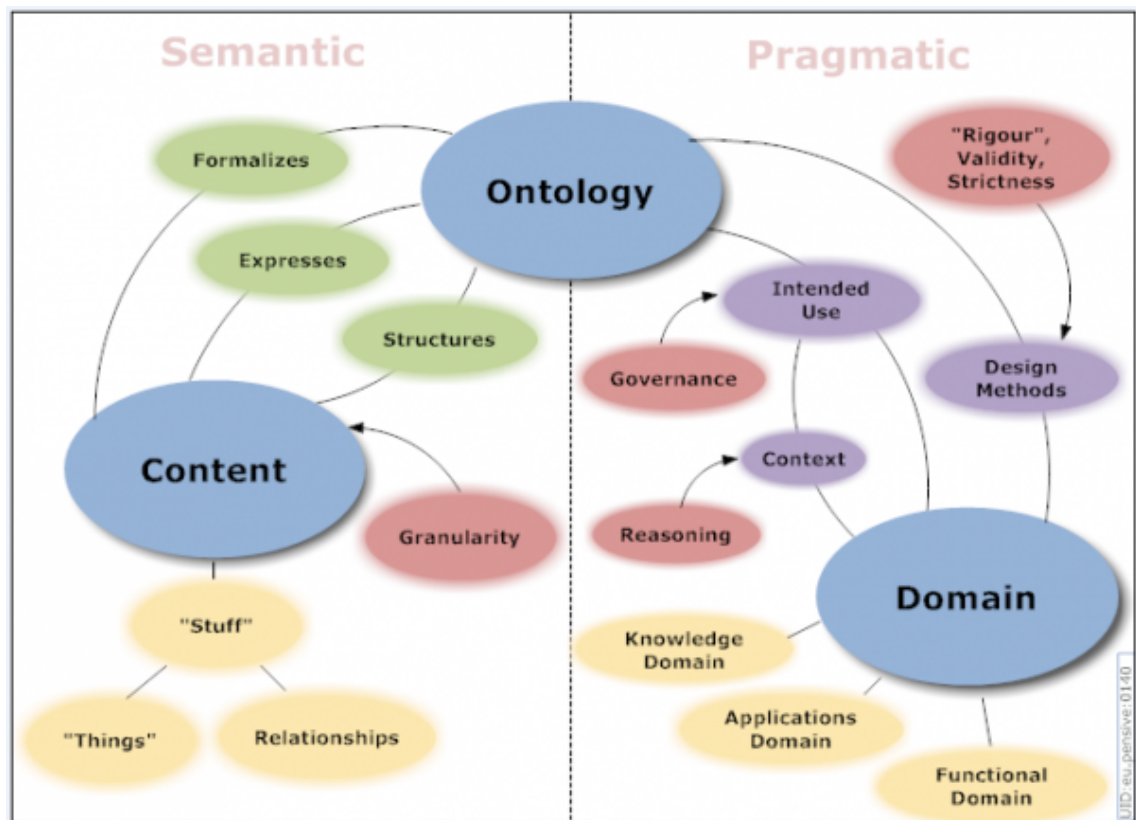 Semantic
Pragmatic
Formalizes
Expresses
Structures
Ontology
"Rigour",
Validity,
Strictness
Intended
Use
Governance
Design
Methods
Context
Reasoning
Content
Granularity
"Stuff"
"Things"
Relationships
Domain
Knowledge
Domain
Applications
Domain
Functional
Domain
UID:eu.pensive:0140